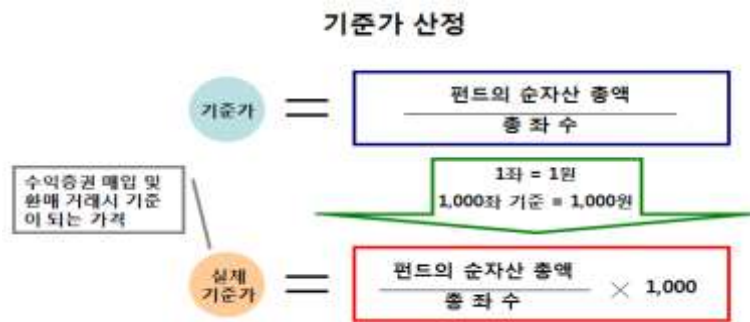 기준가 산정
기준가
펀드의 순자산 총액
총 좌 수
수익증권 매입 및
환매 거래시 기준
이 되는 가격
1좌 = 1원
1,000좌 기준 = 1,000원
실제
기준가
펀드의 순자산 총액
총 좌 수
× 1,000